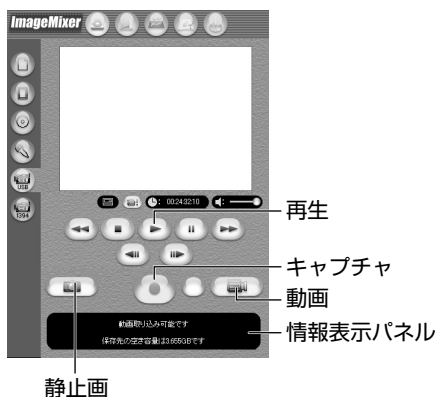 ImageMixer
USB
1394
00:24:32:10
再生
キャプチャ
動画
動画取り込み可能です
保存先の空き容量は3.655GBです
情報表示パネル
静止画